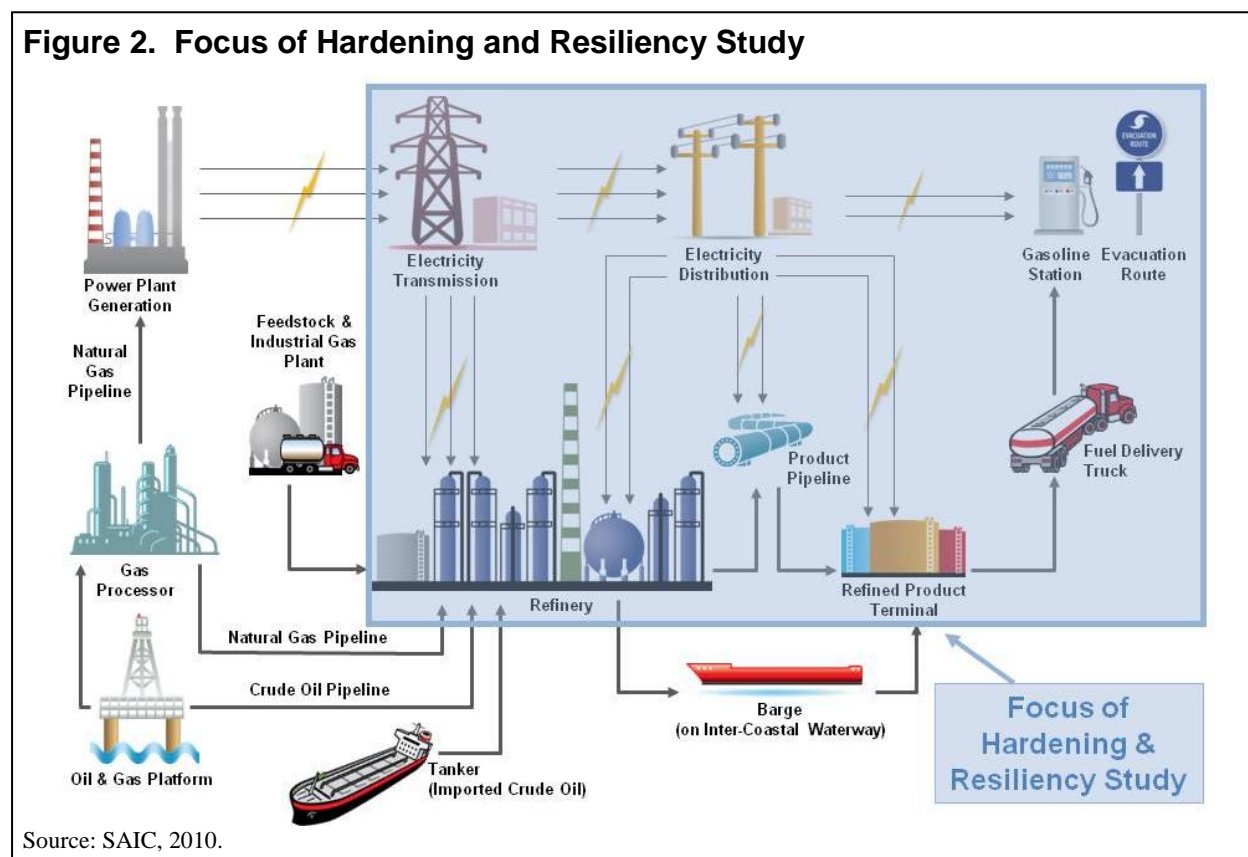 Figure 2.  Focus of Hardening and Resiliency Study
EVACUATION
ROUTE
Power Plant
Generation
Electricity
Transmission
Electricity
Distribution
Gasoline
Station
Evacuation
Route
Natural
Gas
Pipeline
Feedstock &
Industrial Gas
Plant
Product
Pipeline
Fuel Delivery
Truck
Gas
Processor
Refinery
Refined Product
Terminal
Natural Gas Pipeline
Crude Oil Pipeline
Barge
(on Inter-Coastal Waterway)
Focus of
Hardening &
Resiliency Study
Oil & Gas Platform
Tanker
(Imported Crude Oil)
Source: SAIC, 2010.